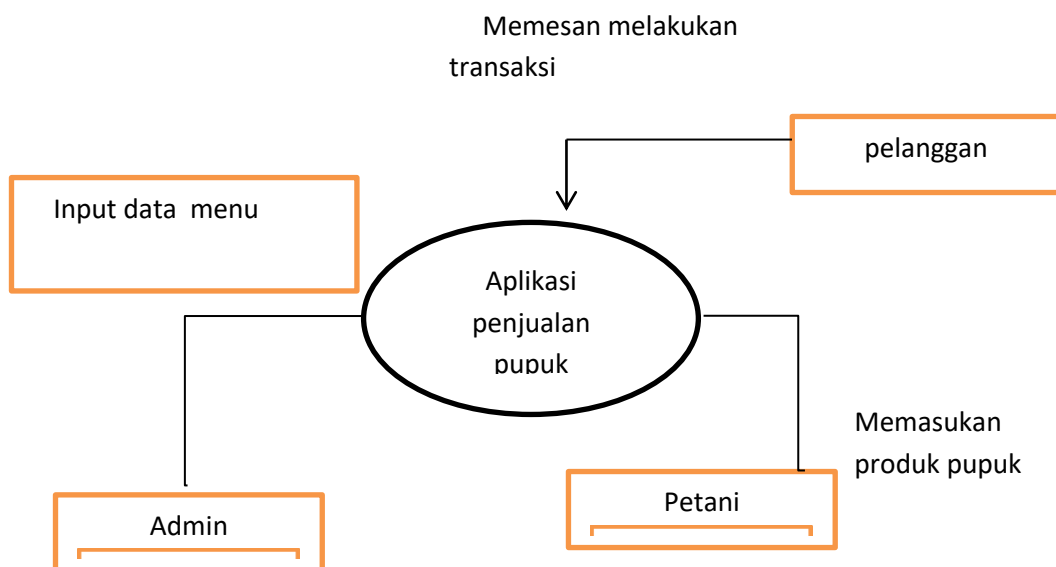 Memesan melakukan
transaksi
pelanggan
Input data menu
Aplikasi
penjualan
pupuk
Memasukan
produk pupuk
Petani
Admin